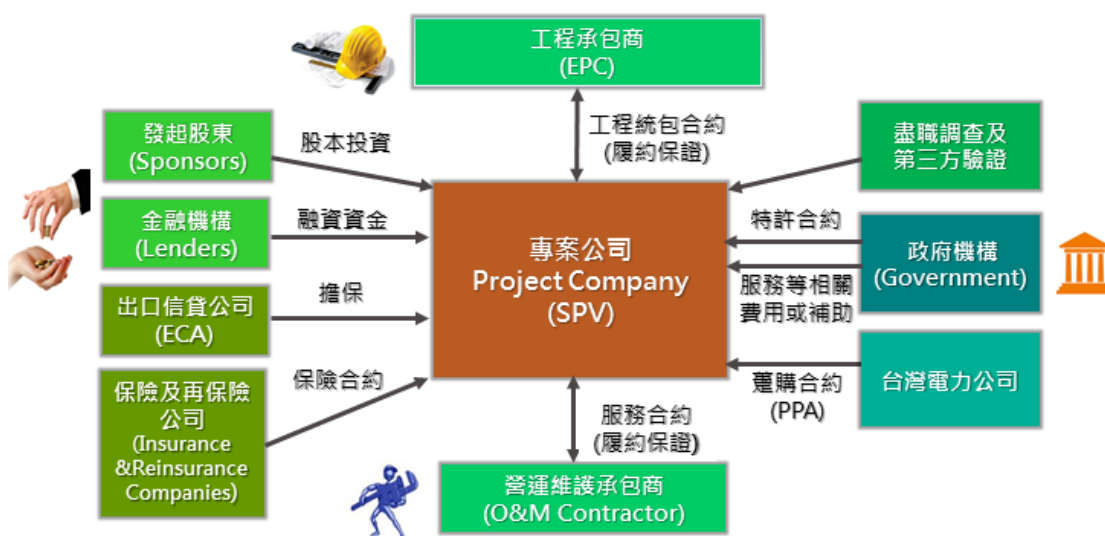 工程承包商
(EPC)
工程統包合約
(履約保證)
發起股東
(Sponsors)
股本投資
金融機構
(Lenders)
融資資金
出口信貸公司
(ECA)
擔保
保險及再保險
公司
(Insurance
&Reinsurance
Companies)
保險合約
專案公司
Project Company
(SPV)
盡職調查及
第三方驗證
特許合約
政府機構
(Government)
服務等相關
費用或補助
台灣電力公司
躉購合約
(PPA)
服務合約
(履約保證)
營運維護承包商
(O&M Contractor)